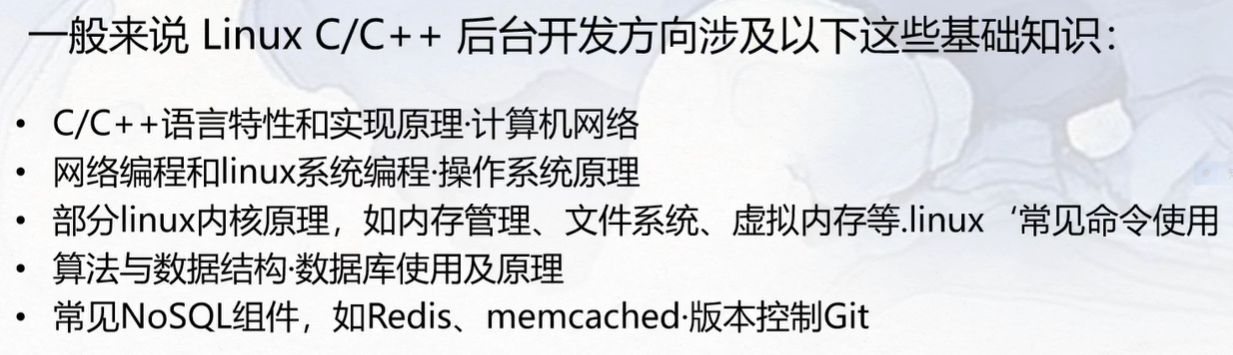 一般来说 Linux C/C++ 后台开发方向涉及以下这些基础知识：
• C/C++语言特性和实现原理·计算机网络
• 网络编程和linux系统编程·操作系统原理
• 部分linux内核原理，如内存管理、文件系统、虚拟内存等.linux‘常见命令使用
• 算法与数据结构·数据库使用及原理
• 常见NoSQL组件，如Redis、memcached·版本控制Git